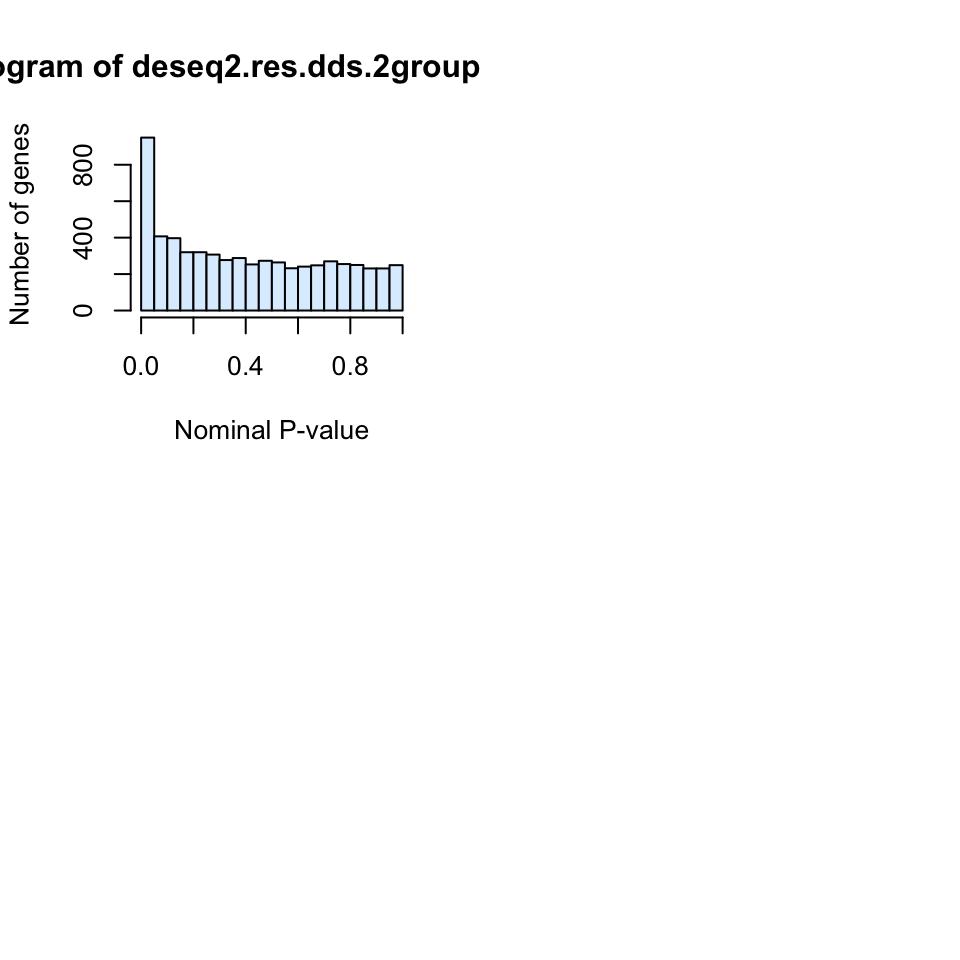 ogram of deseq2.res.dds.2group
Number of genes
800
400
0
0.0 0.4 0.8
Nominal P-value